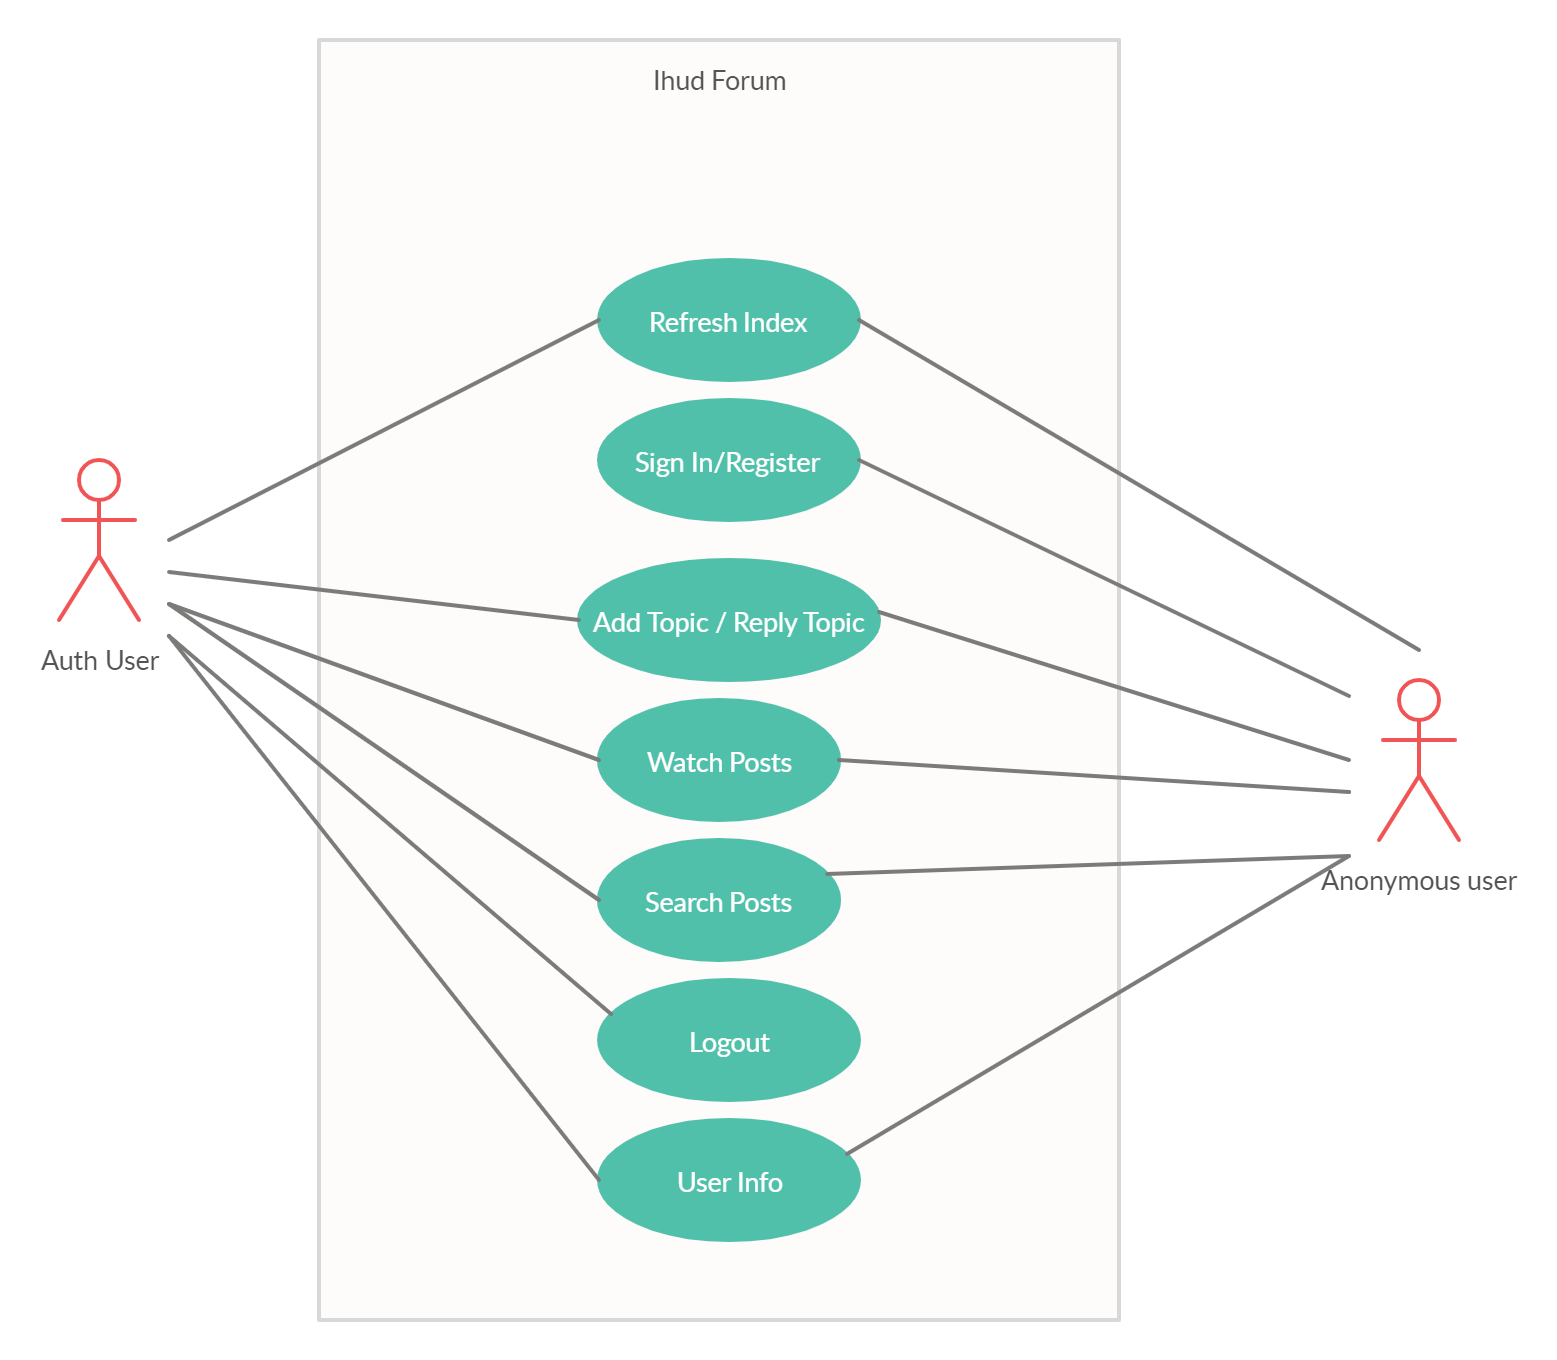 Ihud Forum
Refresh Index
Sign In/Register
Add Topic / Reply Topic
Auth User
Watch Posts
Search Posts
Anonymous user
Logout
User Info